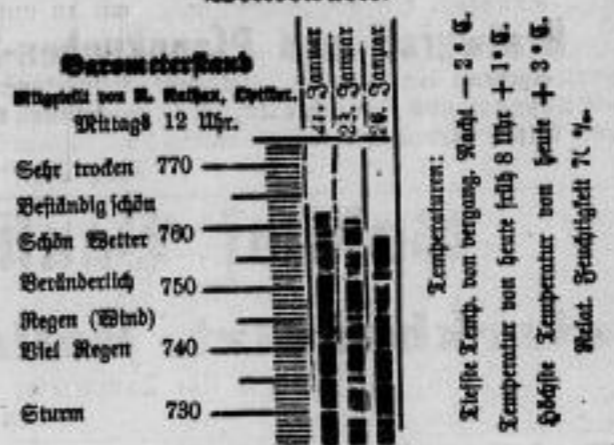 Barometerstand
Mitgeteilt von R. Optiker.
Mittags 12 Uhr.
Januar
Januar
Januar
Sehr trocken 770
Beständig schön
Schön Wetter 760
Veränderlich 750
Regen (Wind)
Viel Regen 740
Sturm 730
Temperaturen:
Tiefste Temp. von vergang. Nacht — 2° C.
Temperatur von heute früh 8 Uhr + 1° C.
Höchste Temperatur von heute + 3° C.
Relat. Feuchtigkeit